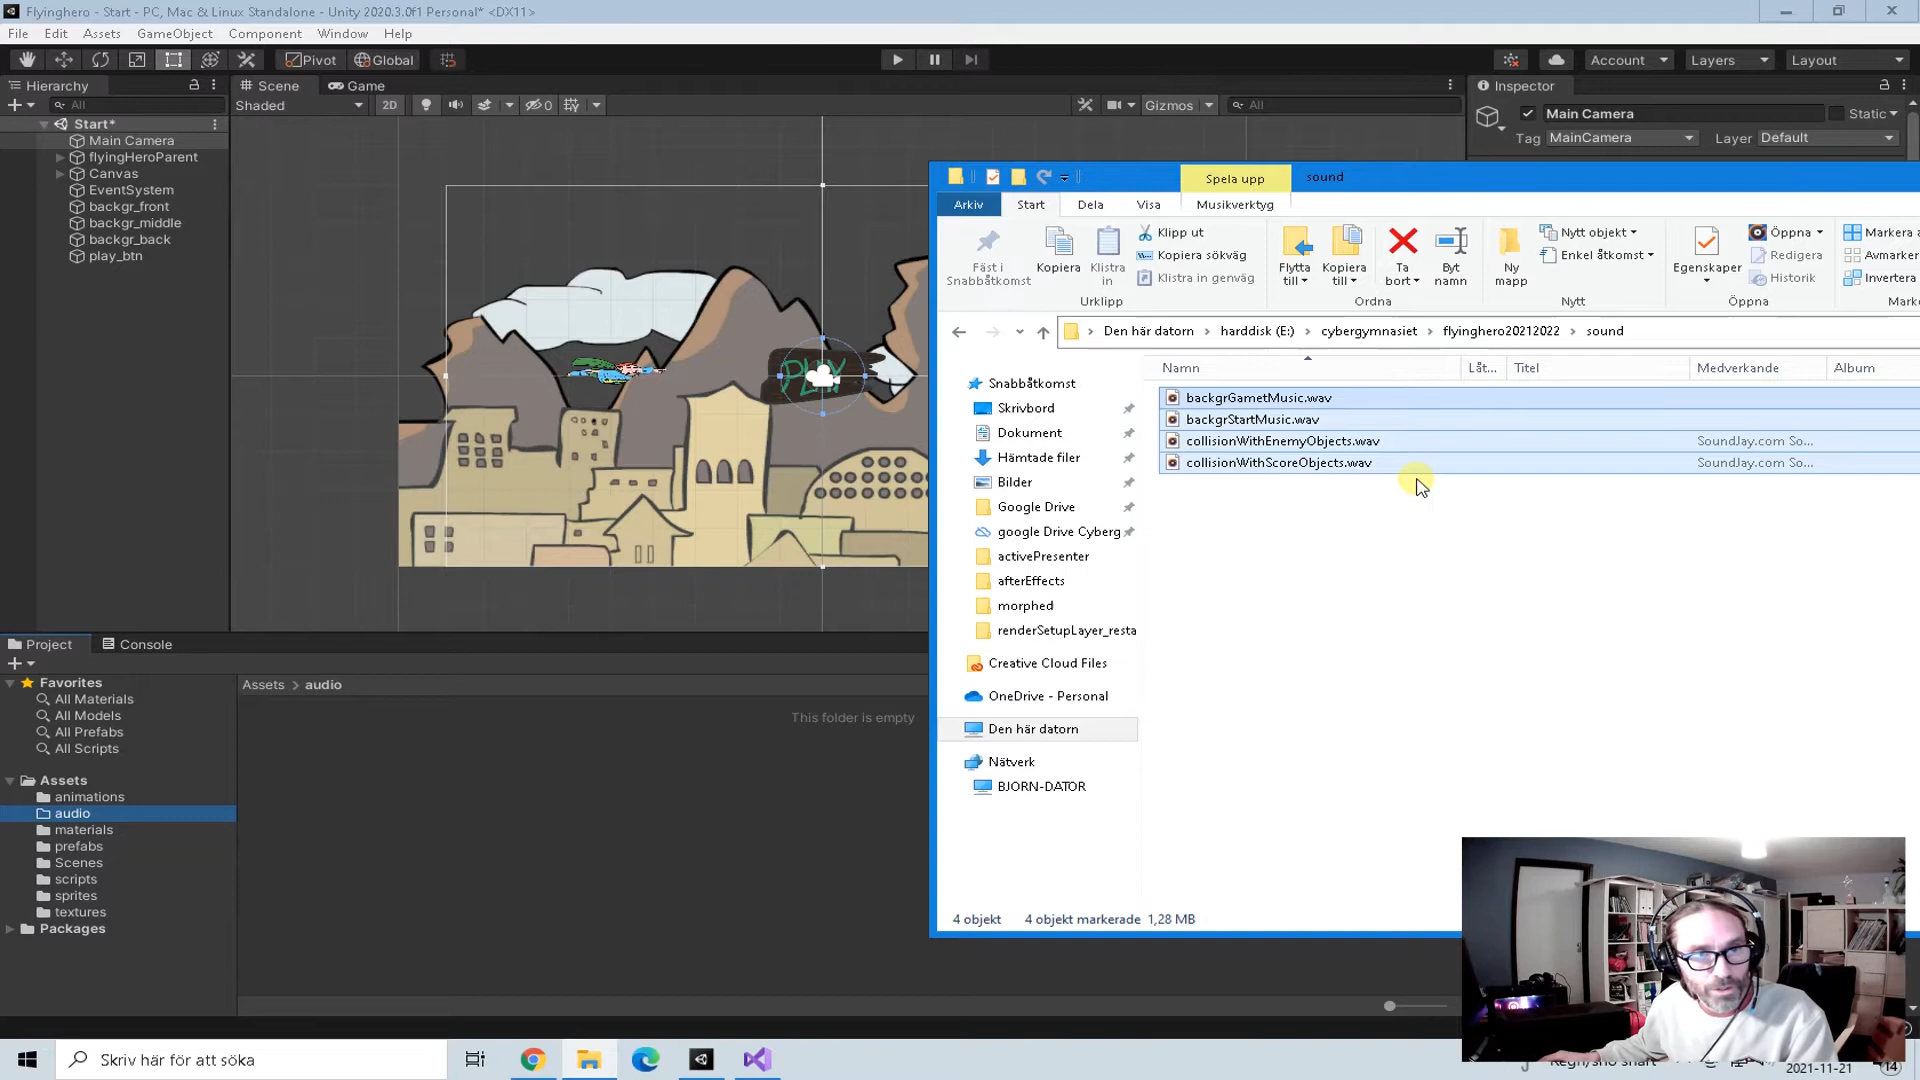 Flyinghero - Start - PC, Mac & Linux Standalone - Unity 2020.3.0f1 Personal* <DX11>
File Edit Assets GameObject Component Window Help
Pivot Global Account Layers Layout
Hierarchy
All
Start*
Main Camera
flyingHeroParent
Canvas
EventSystem
backgr_front
backgr_middle
backgr_back
play_btn
Scene Game
Shaded 2D 0 Gizmos All
PLAY
Inspector
Main Camera Static
Tag MainCamera Layer Default
Spela upp sound
Arkiv Start Dela Visa Musikverktyg
Fäst i Snabbåtkomst
Kopiera
Klistra in
Klipp ut
Kopiera sökväg
Klistra in genväg
Urklipp
Flytta till
Kopiera till
Ta bort
Byt namn
Ordna
Ny mapp
Nytt objekt
Enkel åtkomst
Nytt
Egenskaper
Öppna
Redigera
Historik
Öppna
Markera
Avmarker
Invertera
Mark
Den här datorn harddisk (E:) cybergymnasiet flyinghero20212022 sound
Namn Låt... Titel Medverkande Album
backgrGametMusic.wav
backgrStartMusic.wav
collisionWithEnemyObjects.wav SoundJay.com So...
collisionWithScoreObjects.wav SoundJay.com So...
Snabbåtkomst
Skrivbord
Dokument
Hämtade filer
Bilder
Google Drive
google Drive Cyberg
activePresenter
afterEffects
morphed
renderSetupLayer_resta
Creative Cloud Files
OneDrive - Personal
Den här datorn
Nätverk
BJORN-DATOR
4 objekt 4 objekt markerade 1,28 MB
Project Console
Favorites
All Materials
All Models
All Prefabs
All Scripts
Assets
animations
audio
materials
prefabs
Scenes
scripts
sprites
textures
Packages
Assets > audio
This folder is empty
Skriv här för att söka
2021-11-21
14